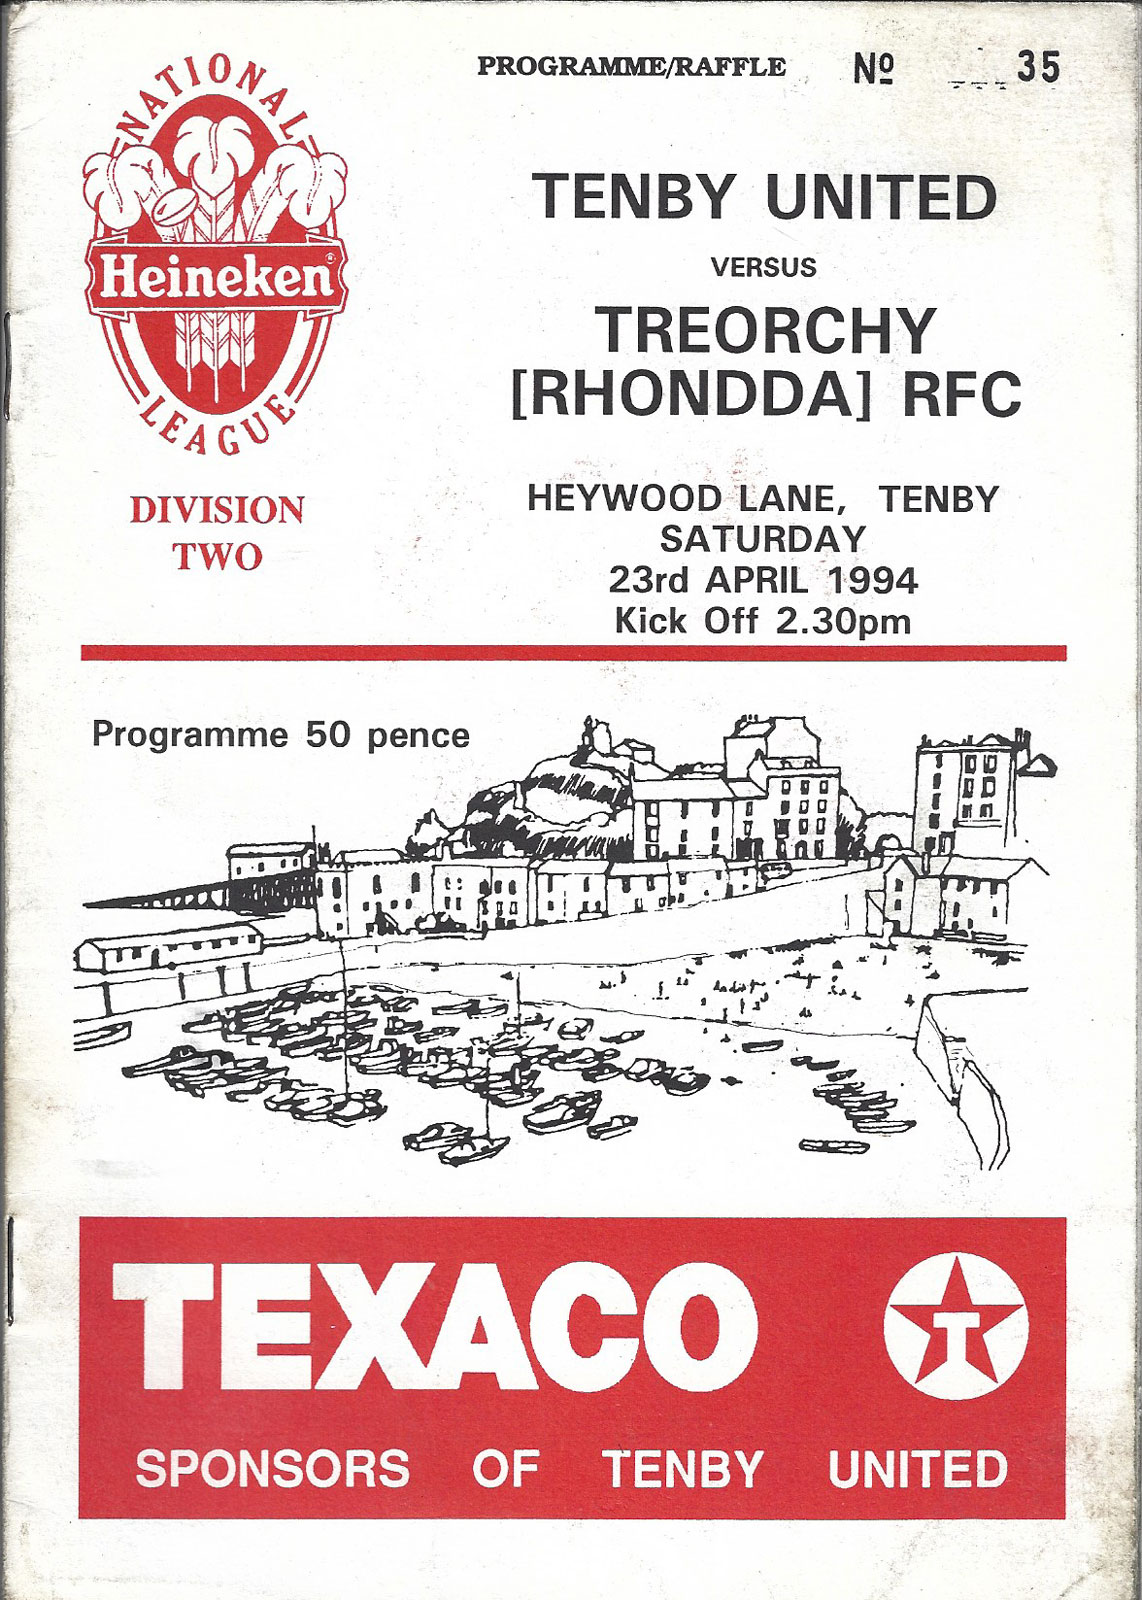 PROGRAMME/RAFFLE Nº 35
NATIONAL
Heineken®
LEAGUE
DIVISION
TWO
TENBY UNITED
VERSUS
TREORCHY
[RHONDDA] RFC
HEYWOOD LANE, TENBY
SATURDAY
23rd APRIL 1994
Kick Off 2.30pm
Programme 50 pence
TEXACO
T
SPONSORS OF TENBY UNITED